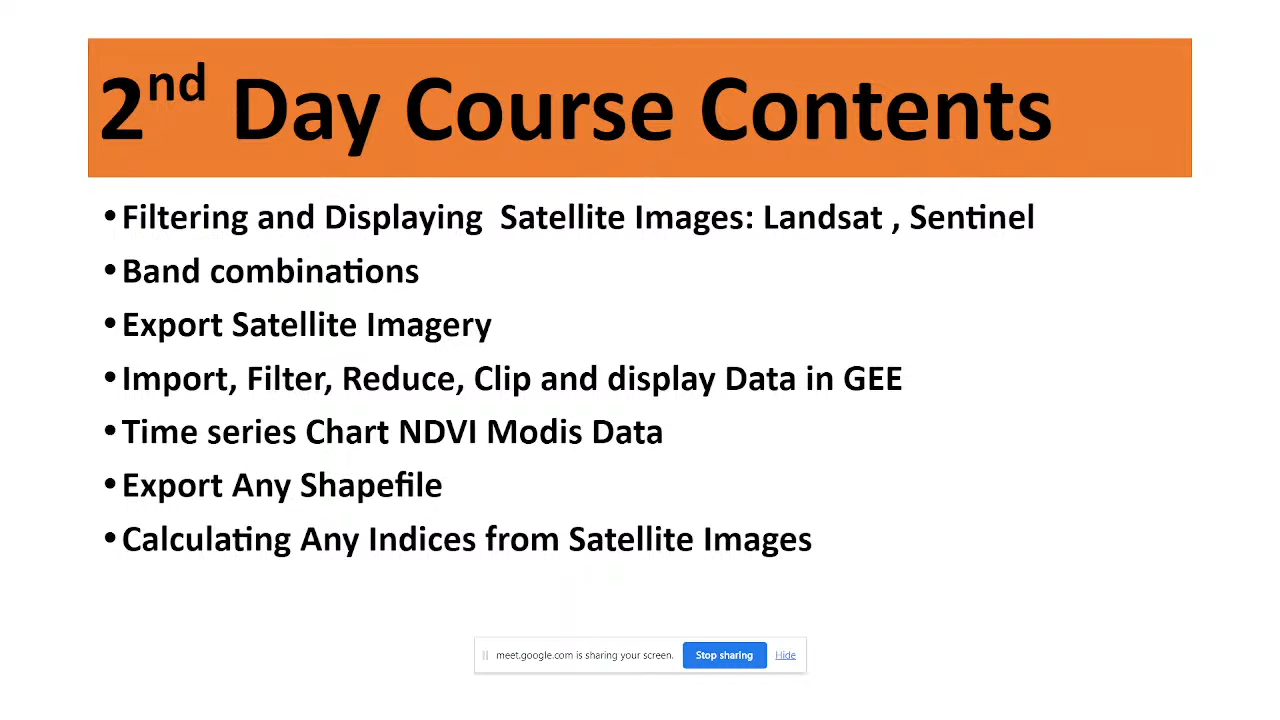 2nd Day Course Contents
•Filtering and Displaying  Satellite Images: Landsat , Sentinel
•Band combinations
•Export Satellite Imagery
•Import, Filter, Reduce, Clip and display Data in GEE
•Time series Chart NDVI Modis Data
•Export Any Shapefile
•Calculating Any Indices from Satellite Images
meet.google.com is sharing your screen. Stop sharing Hide